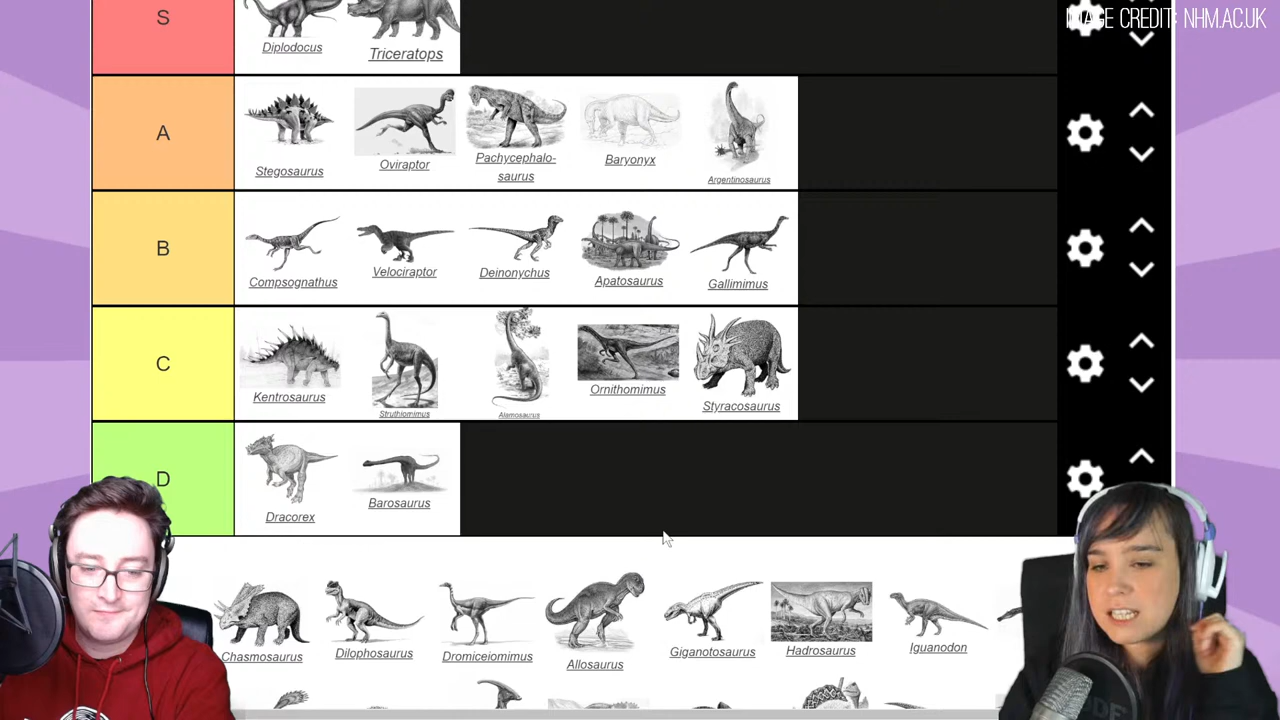 IMAGE CREDIT: NHM.AC.UK
S
Diplodocus
Triceratops
A
Stegosaurus
Oviraptor
Pachycephalo-
saurus
Baryonyx
Argentinosaurus
B
Compsognathus
Velociraptor
Deinonychus
Apatosaurus
Gallimimus
C
Kentrosaurus
Struthiomimus
Alamosaurus
Ornithomimus
Styracosaurus
D
Dracorex
Barosaurus
Chasmosaurus
Dilophosaurus
Dromiceiomimus
Allosaurus
Giganotosaurus
Hadrosaurus
Iguanodon